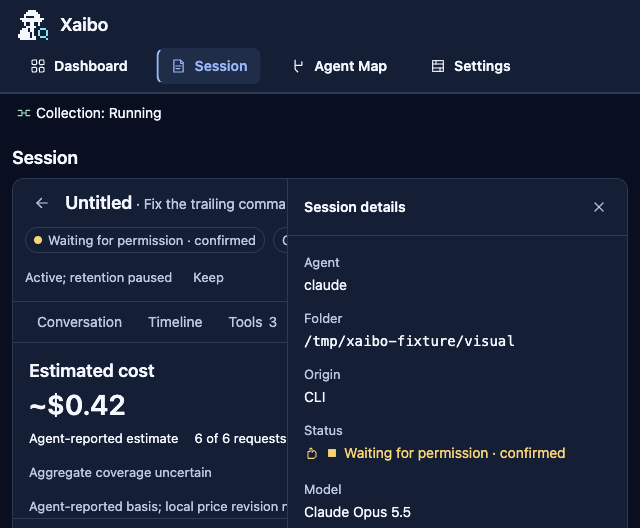 Xaibo
Dashboard
Session
Agent Map
Settings
Collection: Running
Session
Untitled · Fix the trailing comma
Waiting for permission · confirmed
Active; retention paused
Keep
Conversation
Timeline
Tools 3
Estimated cost
~$0.42
Agent-reported estimate
6 of 6 requests
Aggregate coverage uncertain
Agent-reported basis; local price revision
Session details
Agent
claude
Folder
/tmp/xaibo-fixture/visual
Origin
CLI
Status
Waiting for permission · confirmed
Model
Claude Opus 5.5